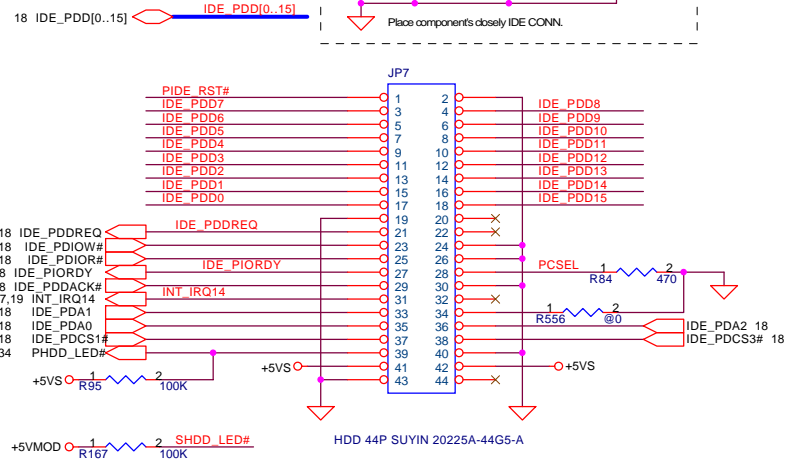 18 IDE_PDD[0..15] IDE_PDD[0..15]
Place component's closely IDE CONN.
JP7
PIDE_RST# 1 2
IDE_PDD7 3 4 IDE_PDD8
IDE_PDD6 5 6 IDE_PDD9
IDE_PDD5 7 8 IDE_PDD10
IDE_PDD4 9 10 IDE_PDD11
IDE_PDD3 11 12 IDE_PDD12
IDE_PDD2 13 14 IDE_PDD13
IDE_PDD1 15 16 IDE_PDD14
IDE_PDD0 17 18 IDE_PDD15
19 20
18 IDE_PDDREQ IDE_PDDREQ 21 22
18 IDE_PDIOW# 23 24
18 IDE_PDIOR# 25 26
8 IDE_PIORDY IDE_PIORDY 27 28 PCSEL 1 2
R84 470
8 IDE_PDDACK# 29 30
7,19 INT_IRQ14 INT_IRQ14 31 32
18 IDE_PDA1 33 34 1 2
R556 @0
18 IDE_PDA0 35 36 IDE_PDA2 18
18 IDE_PDCS1# 37 38 IDE_PDCS3# 18
34 PHDD_LED# 39 40
+5VS 41 42 +5VS
+5VS 1 2 43 44
R95 100K
HDD 44P SUYIN 20225A-44G5-A
+5VMOD 1 2 SHDD_LED#
R167 100K